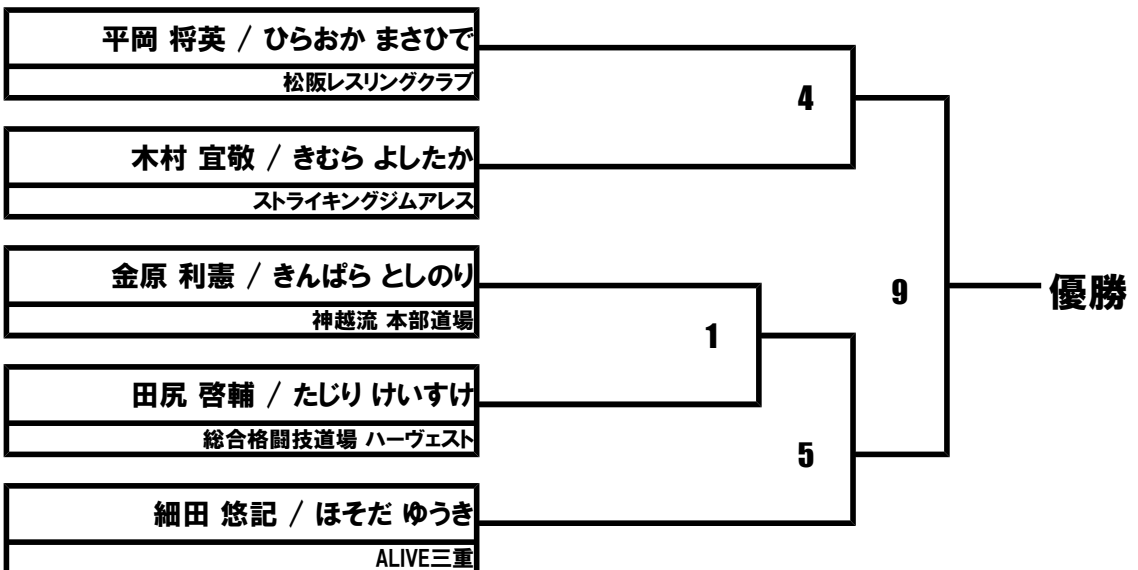 平岡 将英 / ひらおか まさひで
松阪レスリングクラブ
4
木村 宜敬 / きむら よしたか
ストライキングジムアレス
金原 利憲 / きんぱら としのり
9
優勝
神越流 本部道場
1
田尻 啓輔 / たじり けいすけ
総合格闘技道場 ハーヴェスト
5
細田 悠記 / ほそだ ゆうき
ALIVE三重